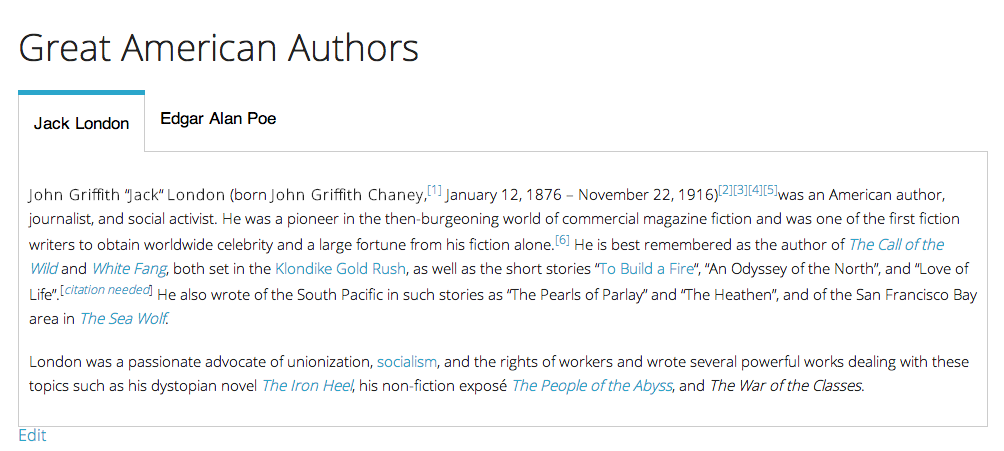 Great American Authors
Jack London
Edgar Alan Poe
John Griffith “Jack” London (born John Griffith Chaney,[1] January 12, 1876 – November 22, 1916)[2][3][4][5]was an American author,
journalist, and social activist. He was a pioneer in the then-burgeoning world of commercial magazine fiction and was one of the first fiction
writers to obtain worldwide celebrity and a large fortune from his fiction alone.[6] He is best remembered as the author of The Call of the
Wild and White Fang, both set in the Klondike Gold Rush, as well as the short stories “To Build a Fire”, “An Odyssey of the North”, and “Love of
Life”.[citation needed] He also wrote of the South Pacific in such stories as “The Pearls of Parlay” and “The Heathen”, and of the San Francisco Bay
area in The Sea Wolf.
London was a passionate advocate of unionization, socialism, and the rights of workers and wrote several powerful works dealing with these
topics such as his dystopian novel The Iron Heel, his non-fiction exposé The People of the Abyss, and The War of the Classes.
Edit